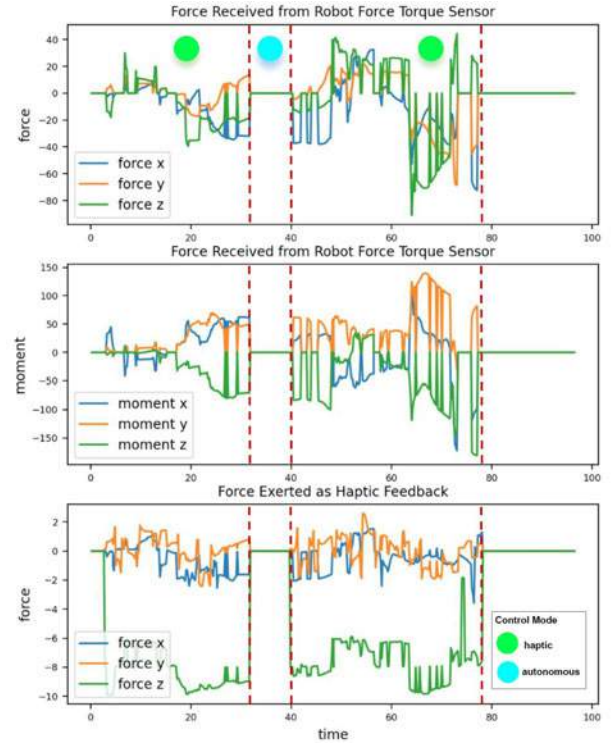 Force Received from Robot Force Torque Sensor
40
20
0
−20
−40
−60
−80
force
force x
force y
force z
0
20
40
60
80
100
Force Received from Robot Force Torque Sensor
150
100
50
0
−50
−100
−150
moment
moment x
moment y
moment z
0
20
40
60
80
100
Force Exerted as Haptic Feedback
2
0
−2
−4
−6
−8
−10
force
force x
force y
force z
Control Mode
haptic
autonomous
0
20
40
60
80
100
time